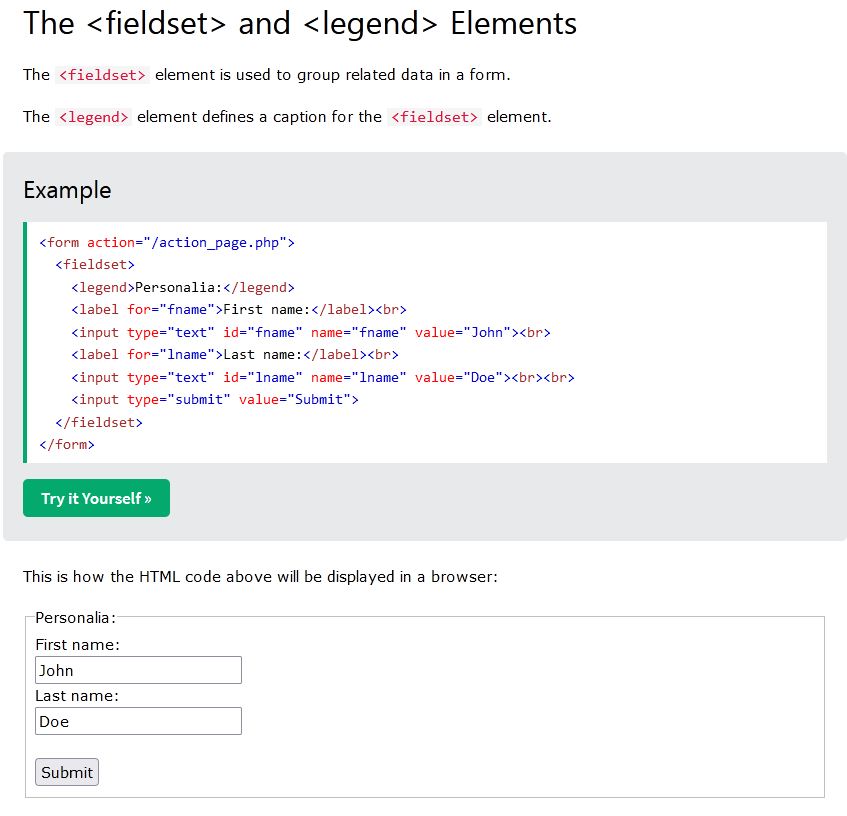 The <fieldset> and <legend> Elements
The <fieldset> element is used to group related data in a form.
The <legend> element defines a caption for the <fieldset> element.
Example
<form action="/action_page.php">
  <fieldset>
    <legend>Personalia:</legend>
    <label for="fname">First name:</label><br>
    <input type="text" id="fname" name="fname" value="John"><br>
    <label for="lname">Last name:</label><br>
    <input type="text" id="lname" name="lname" value="Doe"><br><br>
    <input type="submit" value="Submit">
  </fieldset>
</form>
Try it Yourself »
This is how the HTML code above will be displayed in a browser:
Personalia:
First name:
John
Last name:
Doe
Submit